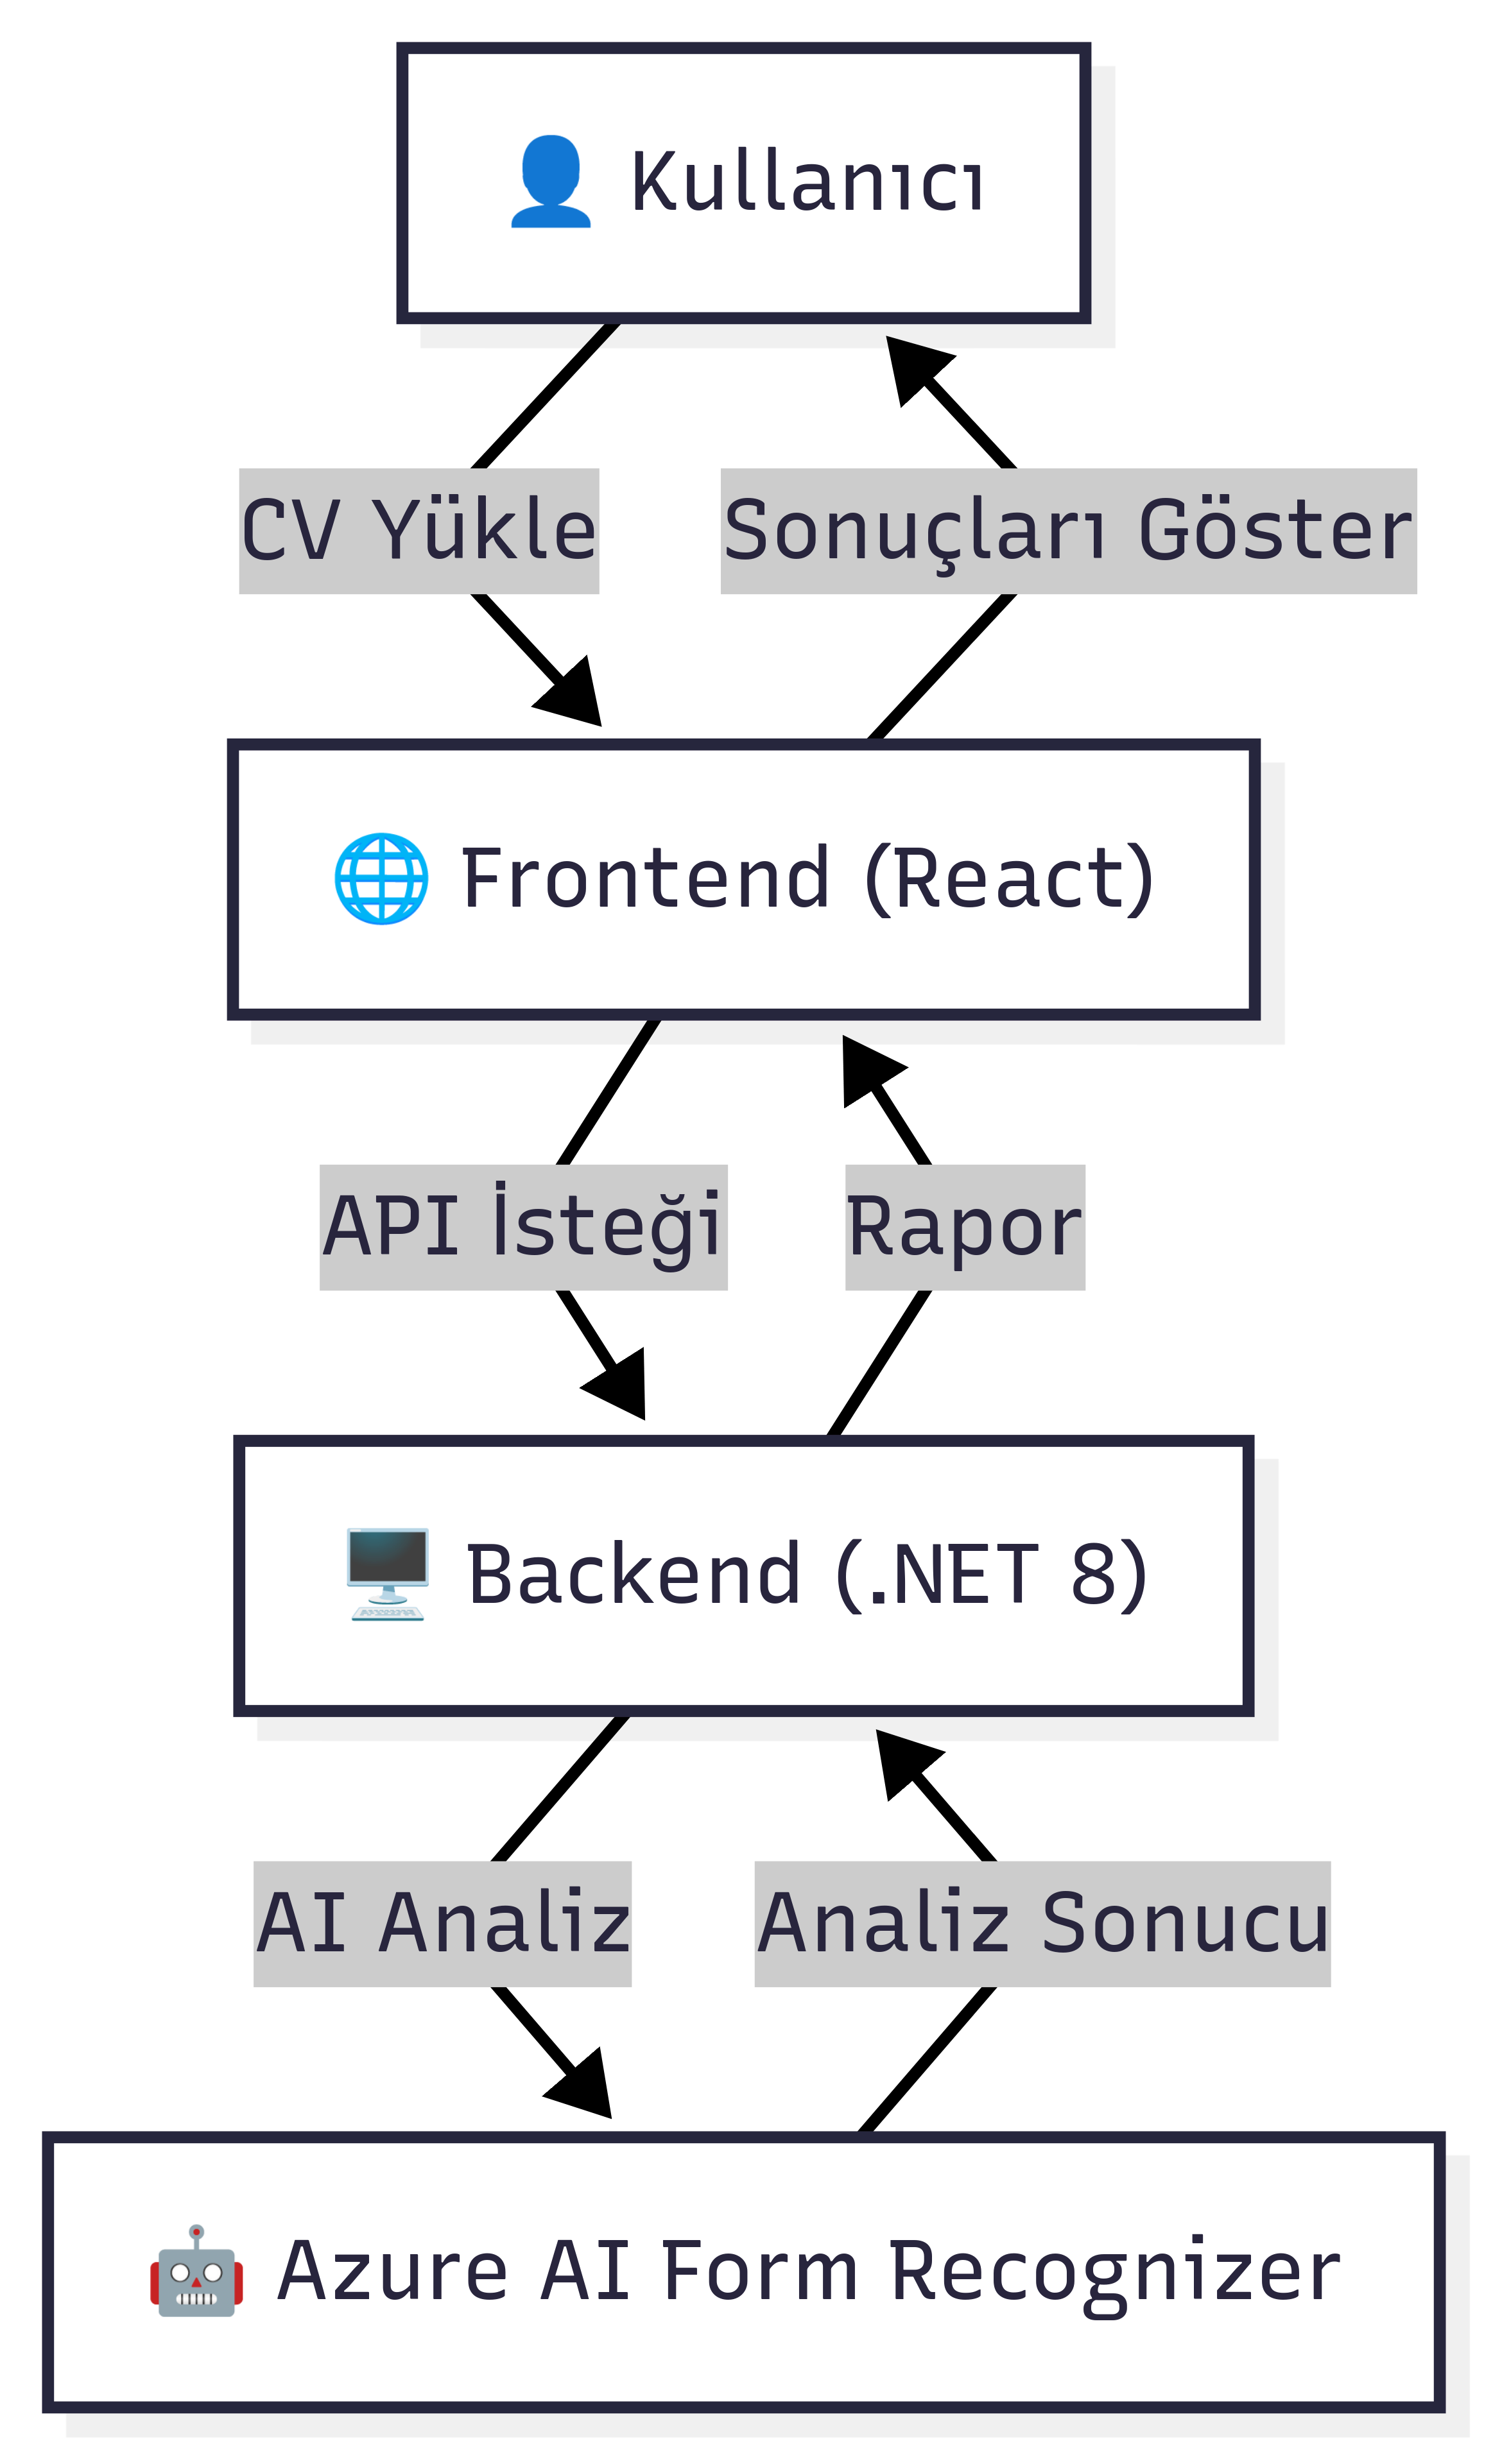 👤 Kullanıcı
CV Yükle
Sonuçları Göster
🌐 Frontend (React)
API İsteği
Rapor
🖥️ Backend (.NET 8)
AI Analiz
Analiz Sonucu
🤖 Azure AI Form Recognizer